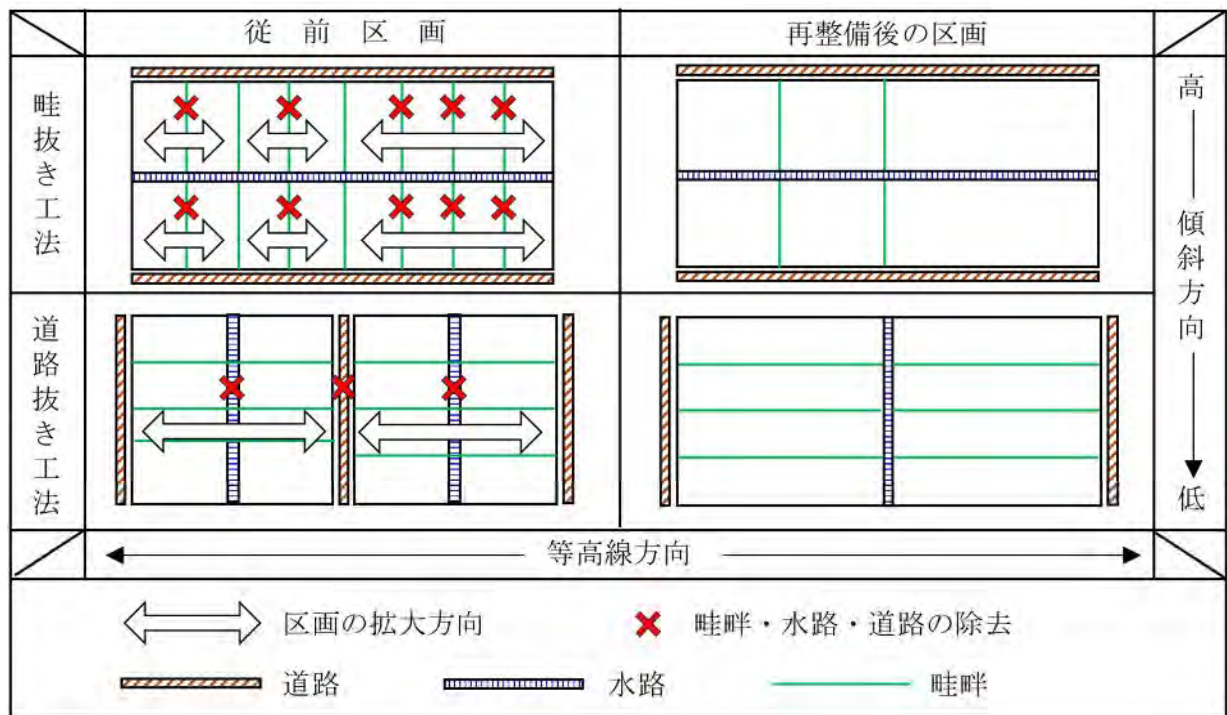 従 前 区 画
再整備後の区画
畦抜き工法
高
傾斜方向
低
道路抜き工法
等高線方向
区画の拡大方向
畦畔・水路・道路の除去
道路
水路
畦畔